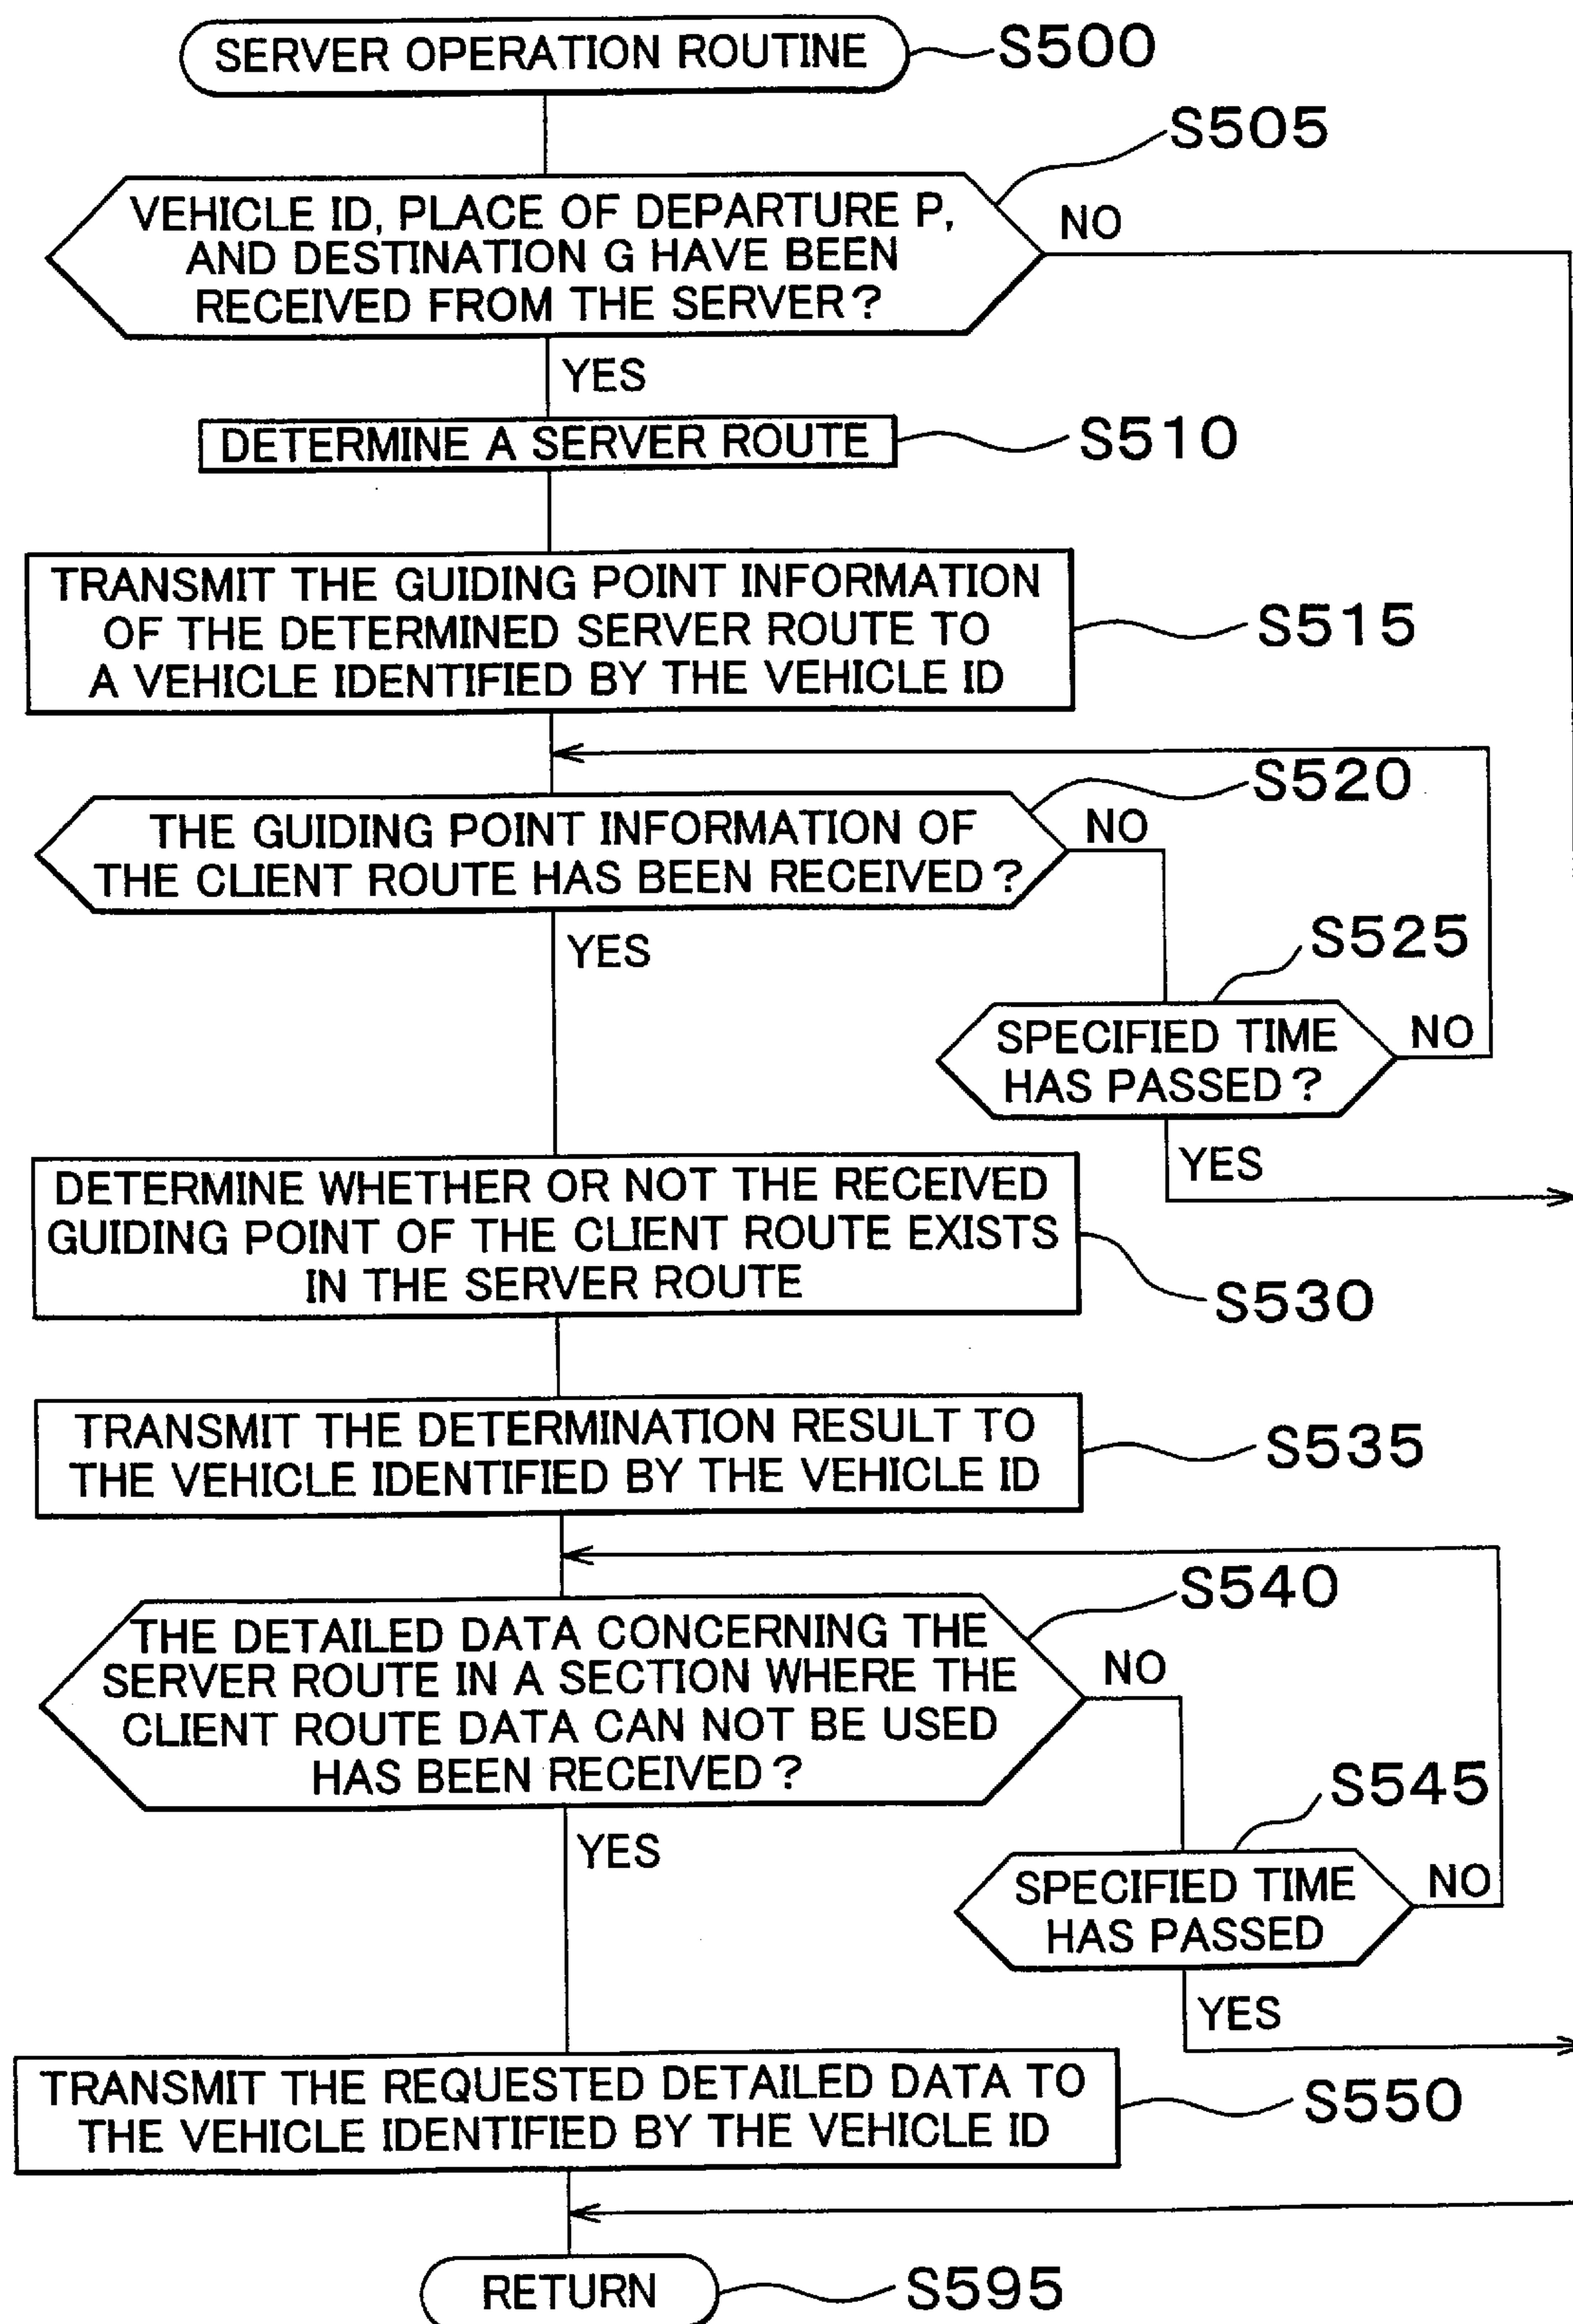 SERVER OPERATION ROUTINE
S500
S505
VEHICLE ID, PLACE OF DEPARTURE P,
AND DESTINATION G HAVE BEEN
RECEIVED FROM THE SERVER?
NO
YES
DETERMINE A SERVER ROUTE
S510
TRANSMIT THE GUIDING POINT INFORMATION
OF THE DETERMINED SERVER ROUTE TO
A VEHICLE IDENTIFIED BY THE VEHICLE ID
S515
S520
THE GUIDING POINT INFORMATION OF
THE CLIENT ROUTE HAS BEEN RECEIVED?
NO
YES
S525
SPECIFIED TIME
HAS PASSED?
NO
YES
DETERMINE WHETHER OR NOT THE RECEIVED
GUIDING POINT OF THE CLIENT ROUTE EXISTS
IN THE SERVER ROUTE
S530
TRANSMIT THE DETERMINATION RESULT TO
THE VEHICLE IDENTIFIED BY THE VEHICLE ID
S535
S540
THE DETAILED DATA CONCERNING THE
SERVER ROUTE IN A SECTION WHERE THE
CLIENT ROUTE DATA CAN NOT BE USED
HAS BEEN RECEIVED?
NO
YES
S545
SPECIFIED TIME
HAS PASSED
NO
YES
TRANSMIT THE REQUESTED DETAILED DATA TO
THE VEHICLE IDENTIFIED BY THE VEHICLE ID
S550
RETURN
S595